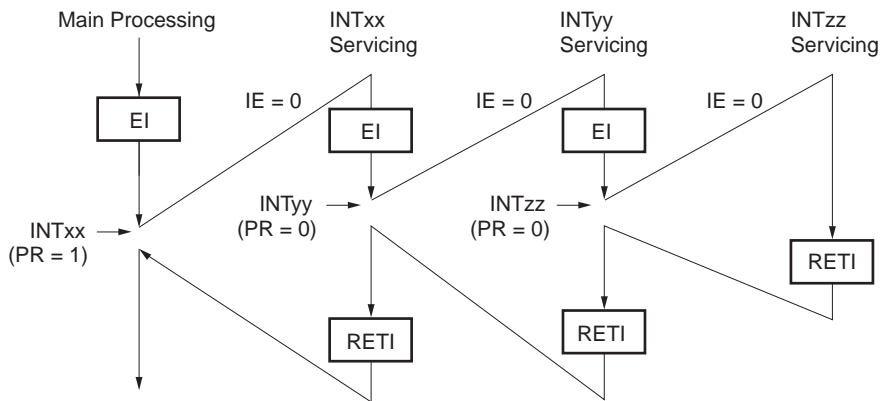 Main Processing
INTxx
Servicing
INTyy
Servicing
INTzz
Servicing
IE = 0
IE = 0
IE = 0
EI
EI
EI
INTxx
(PR = 1)
INTyy
(PR = 0)
INTzz
(PR = 0)
RETI
RETI
RETI